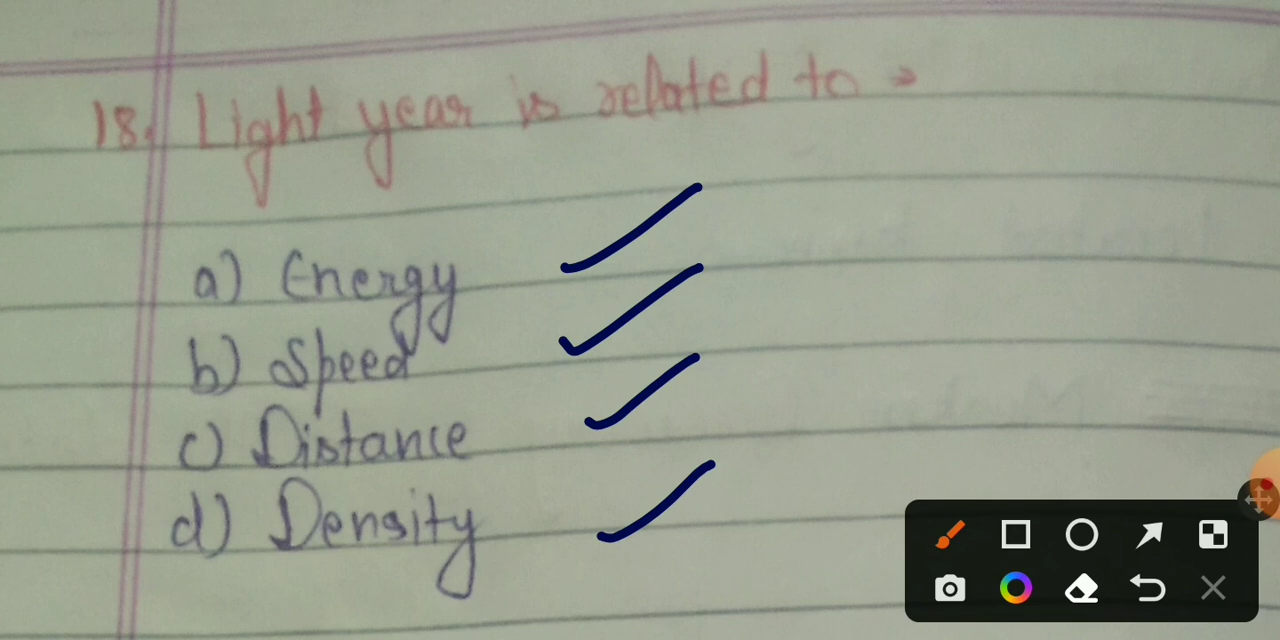 18. Light year is related to →
a) Energy
b) Speed
c) Distance
d) Density